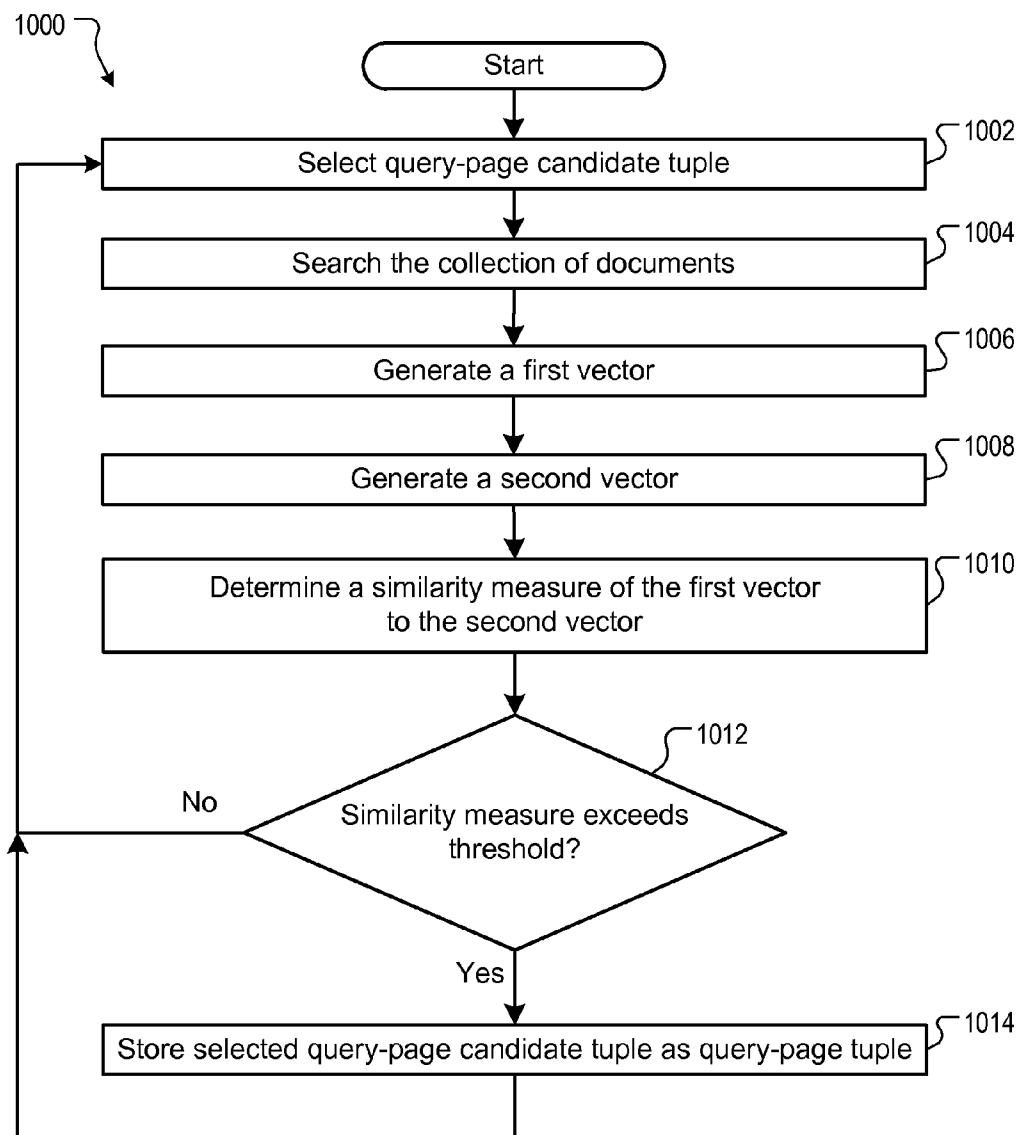 1000
Start
1002
Select query-page candidate tuple
1004
Search the collection of documents
1006
Generate a first vector
1008
Generate a second vector
1010
Determine a similarity measure of the first vector
to the second vector
1012
No
Similarity measure exceeds
threshold?
Yes
1014
Store selected query-page candidate tuple as query-page tuple